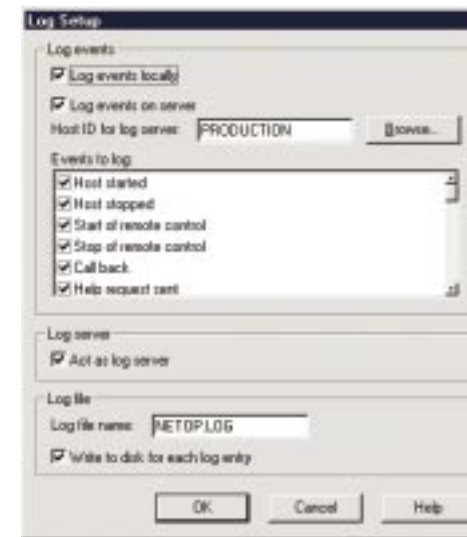 Log Setup
Log events
Log events locally
Log events on server
Host ID for log server: PRODUCTION Browse...
Events to log:
Host started
Host stopped
Start of remote control
Stop of remote control
Call back
Help request sent
Log server
Act as log server
Log file
Log file name: NETOP.LOG
Write to disk for each log entry
OK Cancel Help